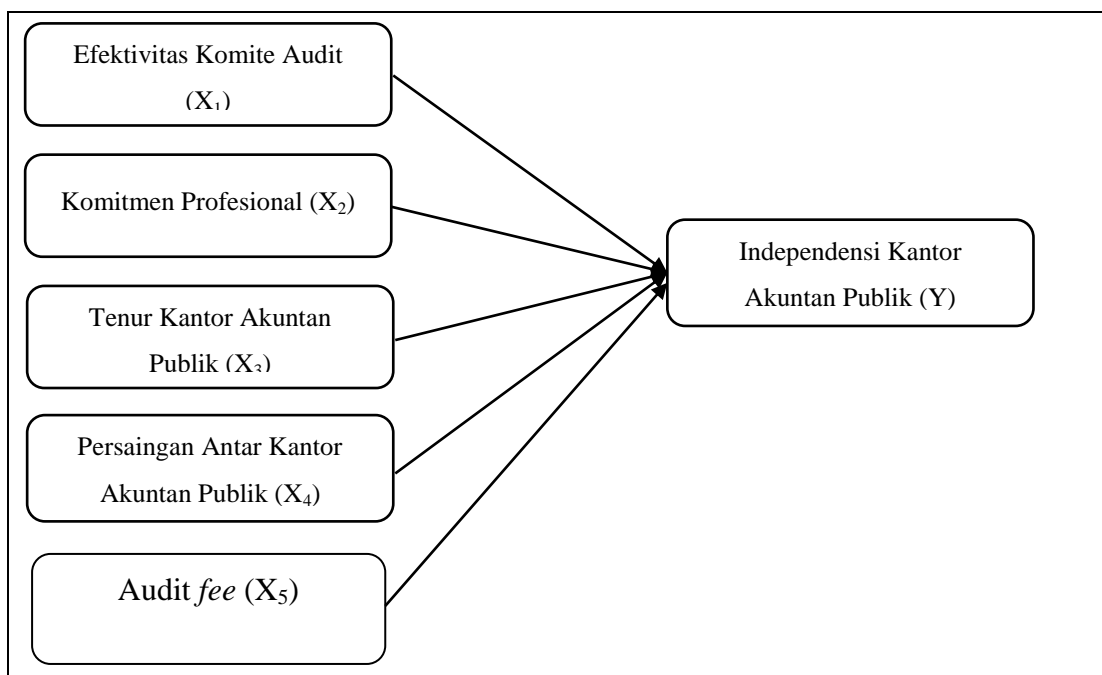 Efektivitas Komite Audit
(X₁)
Komitmen Profesional (X₂)
Tenur Kantor Akuntan
Publik (X₃)
Persaingan Antar Kantor
Akuntan Publik (X₄)
Audit fee (X₅)
Independensi Kantor
Akuntan Publik (Y)